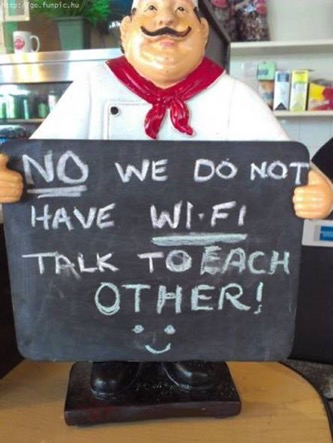 http://go.funpic.hu
NO WE DO NOT
HAVE WI-FI
TALK TO EACH
OTHER!